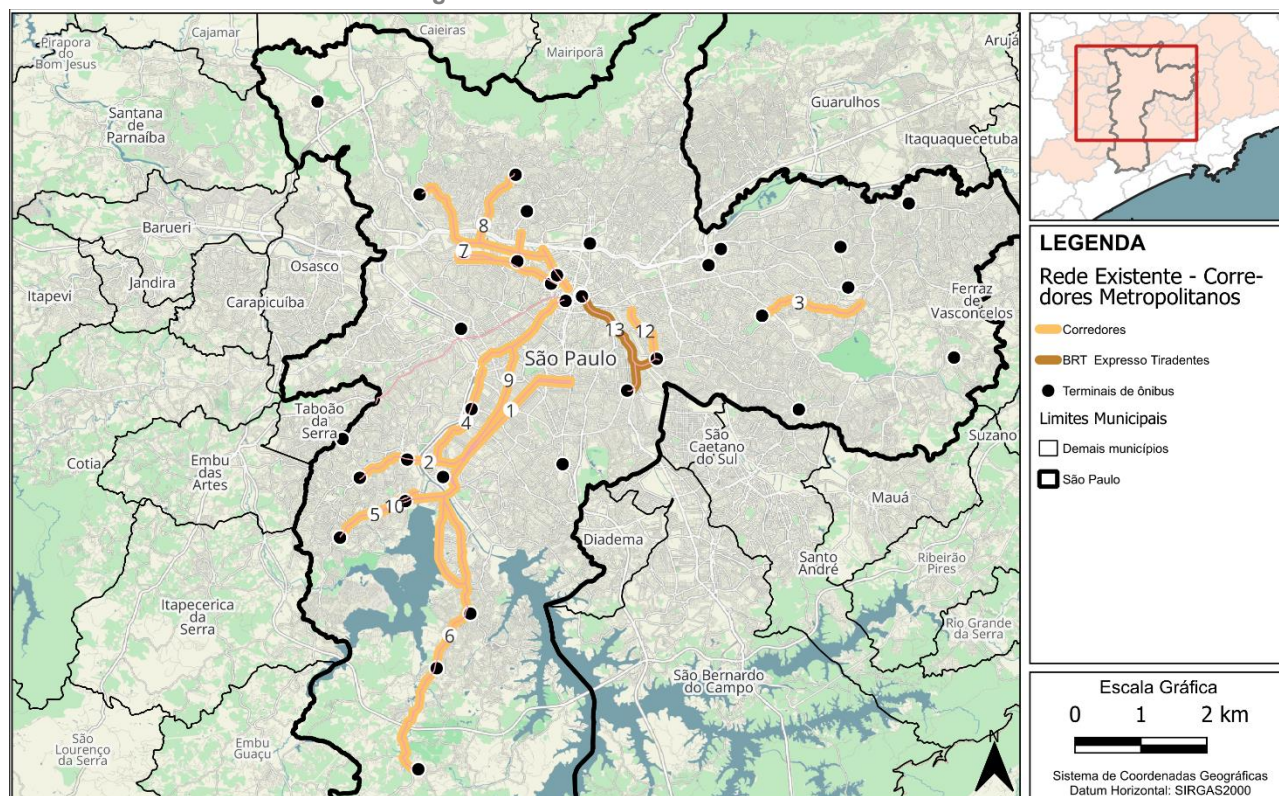 Cajamar
Caieiras
Pirapora
do
Bom Jesus
Mairiporã
Arujá
Santana
de
Parnaíba
Guarulhos
Itaquaquecetuba
8
Barueri
7
Osasco
Jandira
Itapevi
Carapicuíba
3
Ferraz
de
Vasconcelos
13
12
São Paulo
9
Taboão
da
Serra
1
4
São
Caetano
do Sul
Suzano
Cotia
Embu
das
Artes
2
Mauá
10
5
Diadema
Santo
André
Ribeirão
Pires
Itapecerica
da
Serra
Rio Grande
da Serra
6
São Bernardo
do Campo
São
Lourenço
da Serra
Embu
Guaçu
LEGENDA
Rede Existente - Corre-
dores Metropolitanos
Corredores
BRT Expresso Tiradentes
Terminais de ônibus
Limites Municipais
Demais municípios
São Paulo
Escala Gráfica
0 1 2 km
N
Sistema de Coordenadas Geográficas
Datum Horizontal: SIRGAS2000